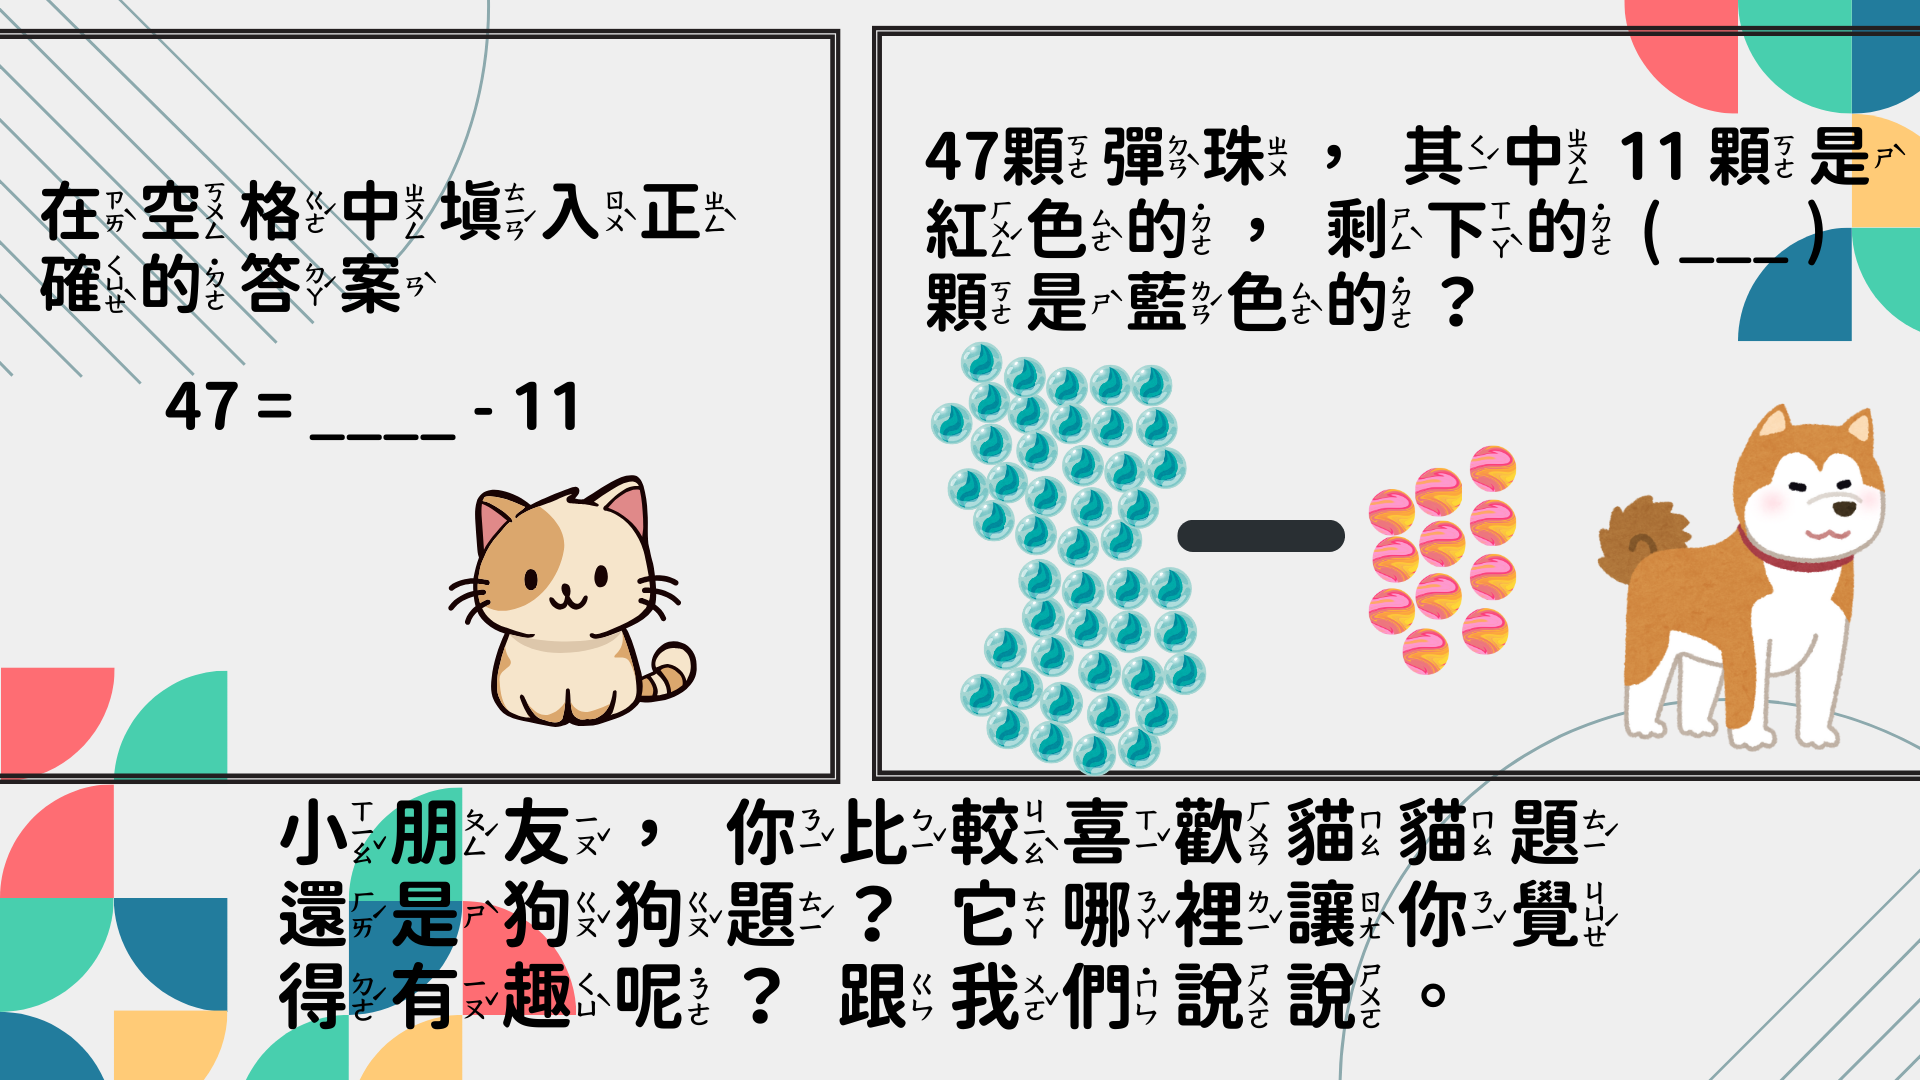 在空格中填入正
確的答案
47 = ____ - 11
47顆彈珠， 其中 11 顆是
紅色的， 剩下的 ( ___ )
顆是藍色的？
小朋友， 你比較喜歡貓貓題
還是狗狗題？ 它哪裡讓你覺
得有趣呢？ 跟我們說說。